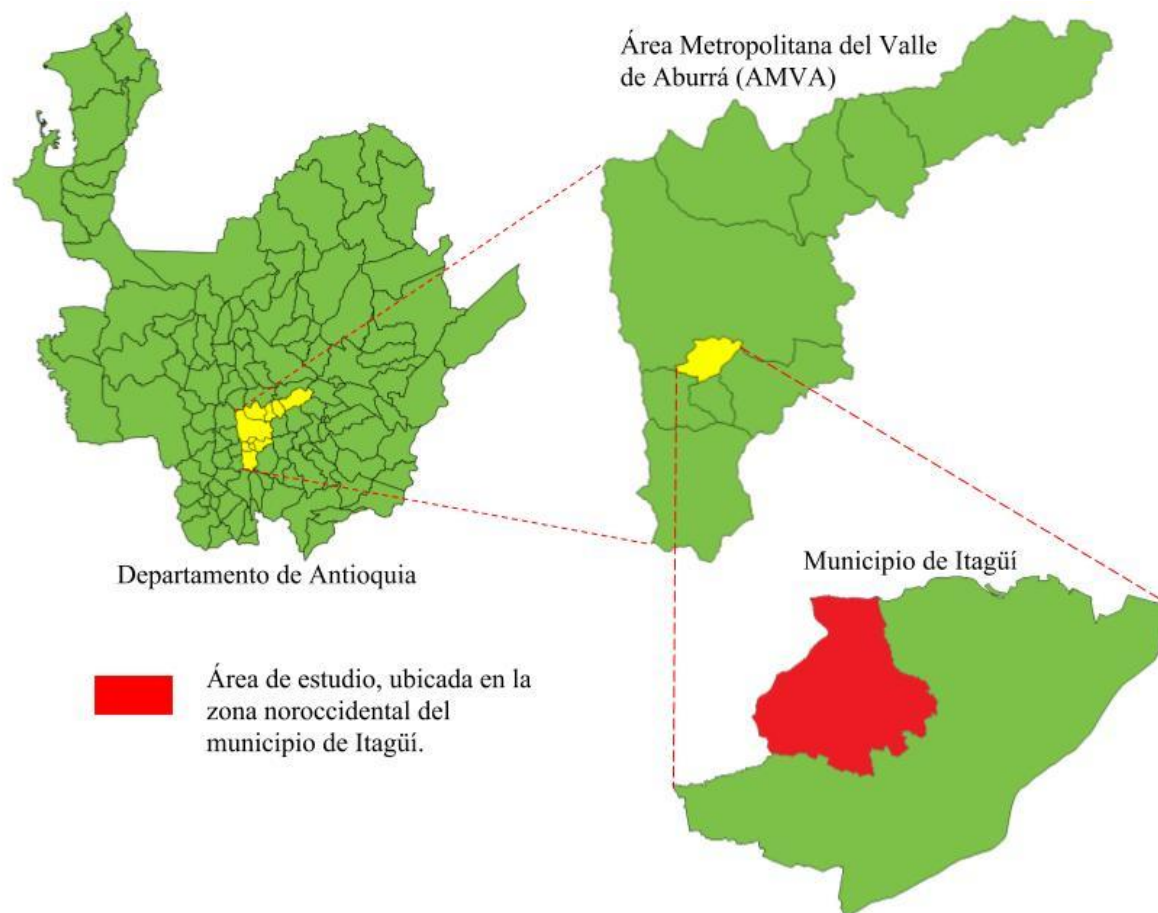 Área Metropolitana del Valle
de Aburrá (AMVA)
Departamento de Antioquia
Municipio de Itagüí
Área de estudio, ubicada en la
zona noroccidental del
municipio de Itagüí.